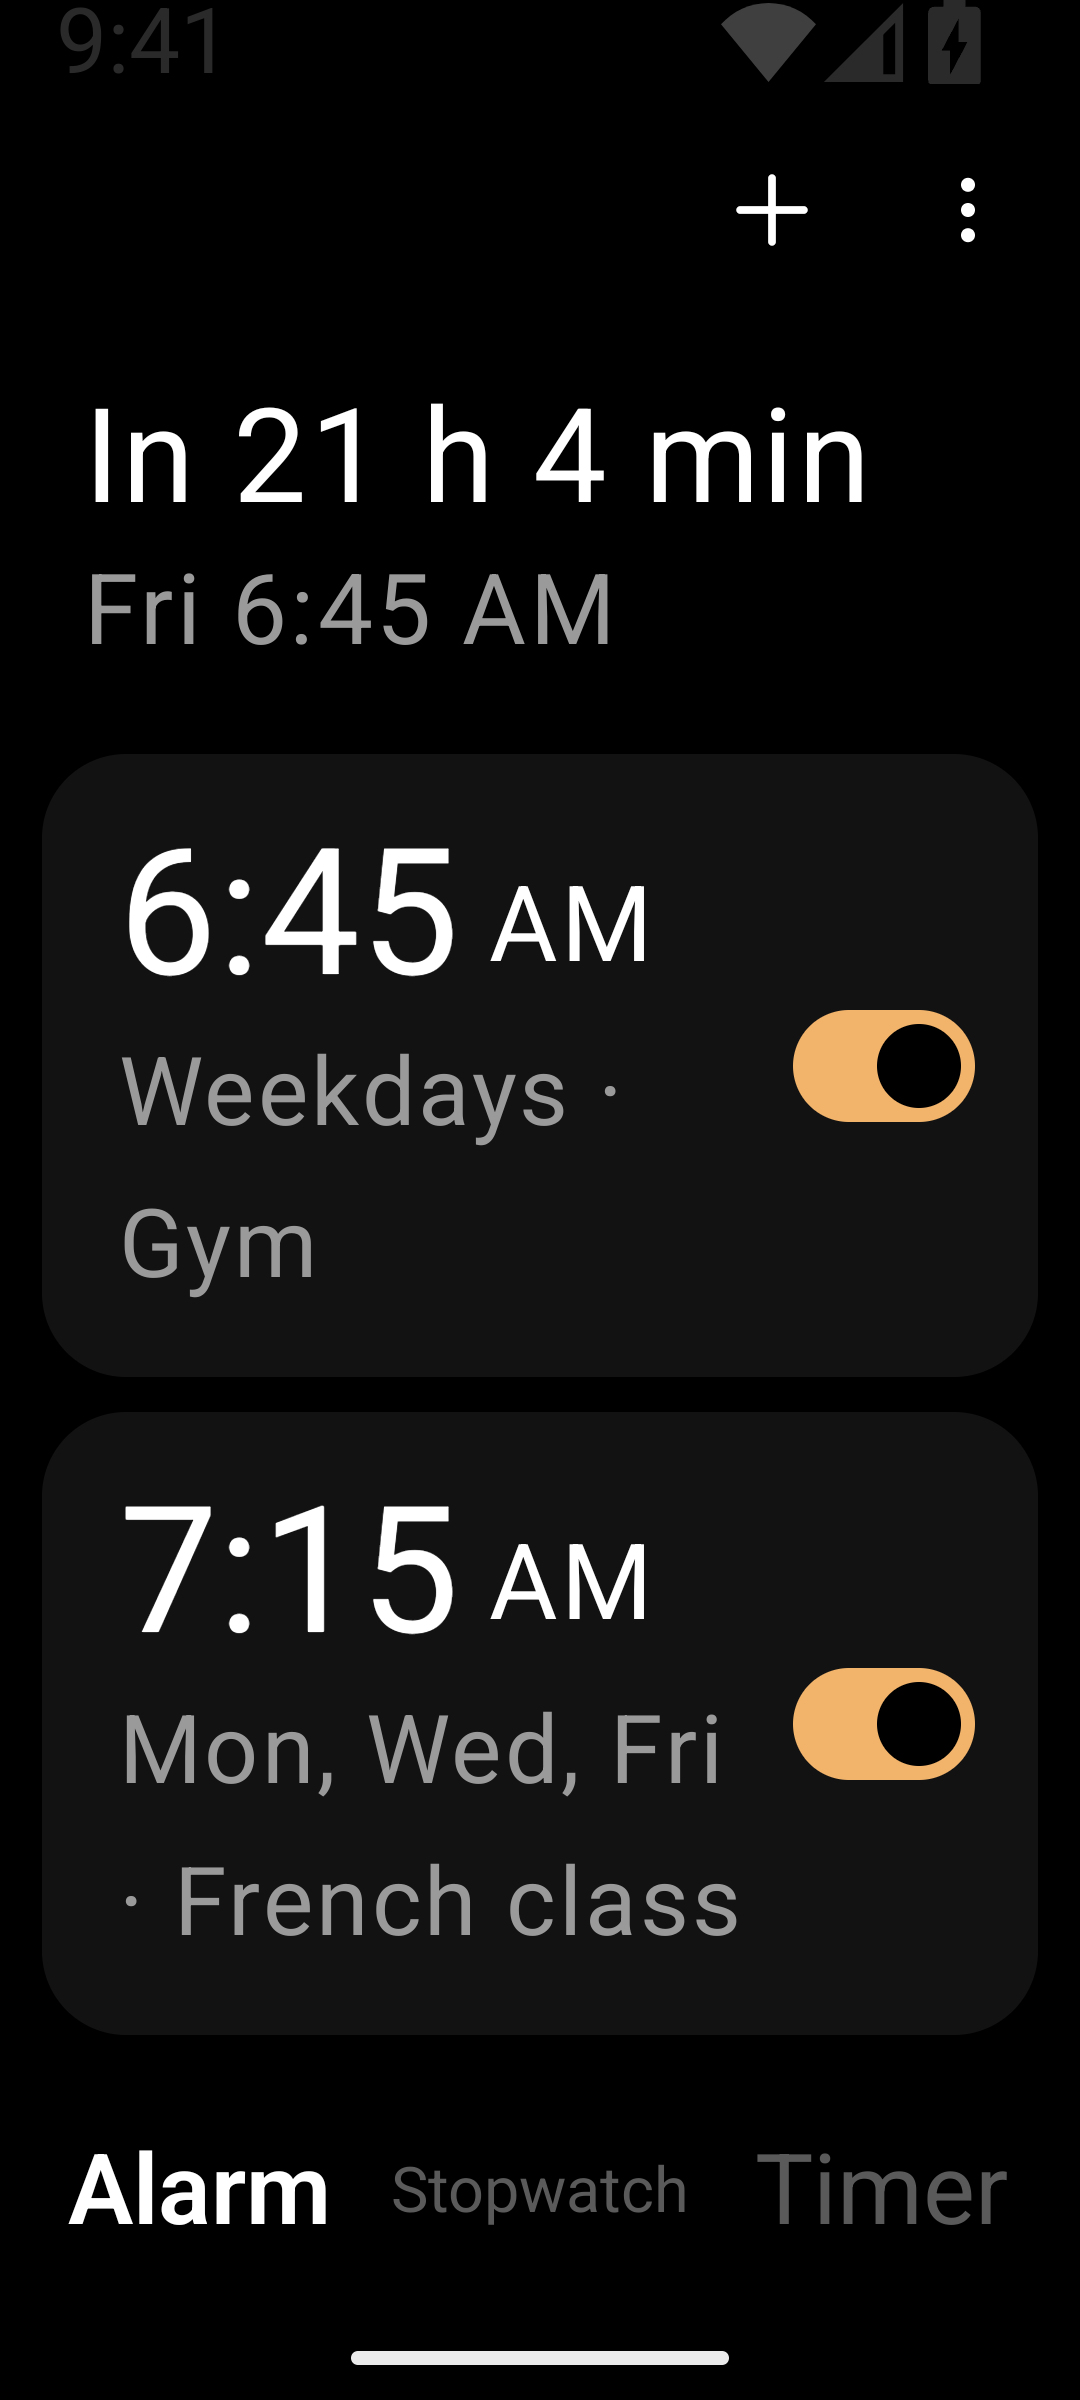 9:41
In 21 h 4 min
Fri 6:45 AM
6:45 AM
Weekdays ·
Gym
7:15 AM
Mon, Wed, Fri
· French class
Alarm Stopwatch Timer